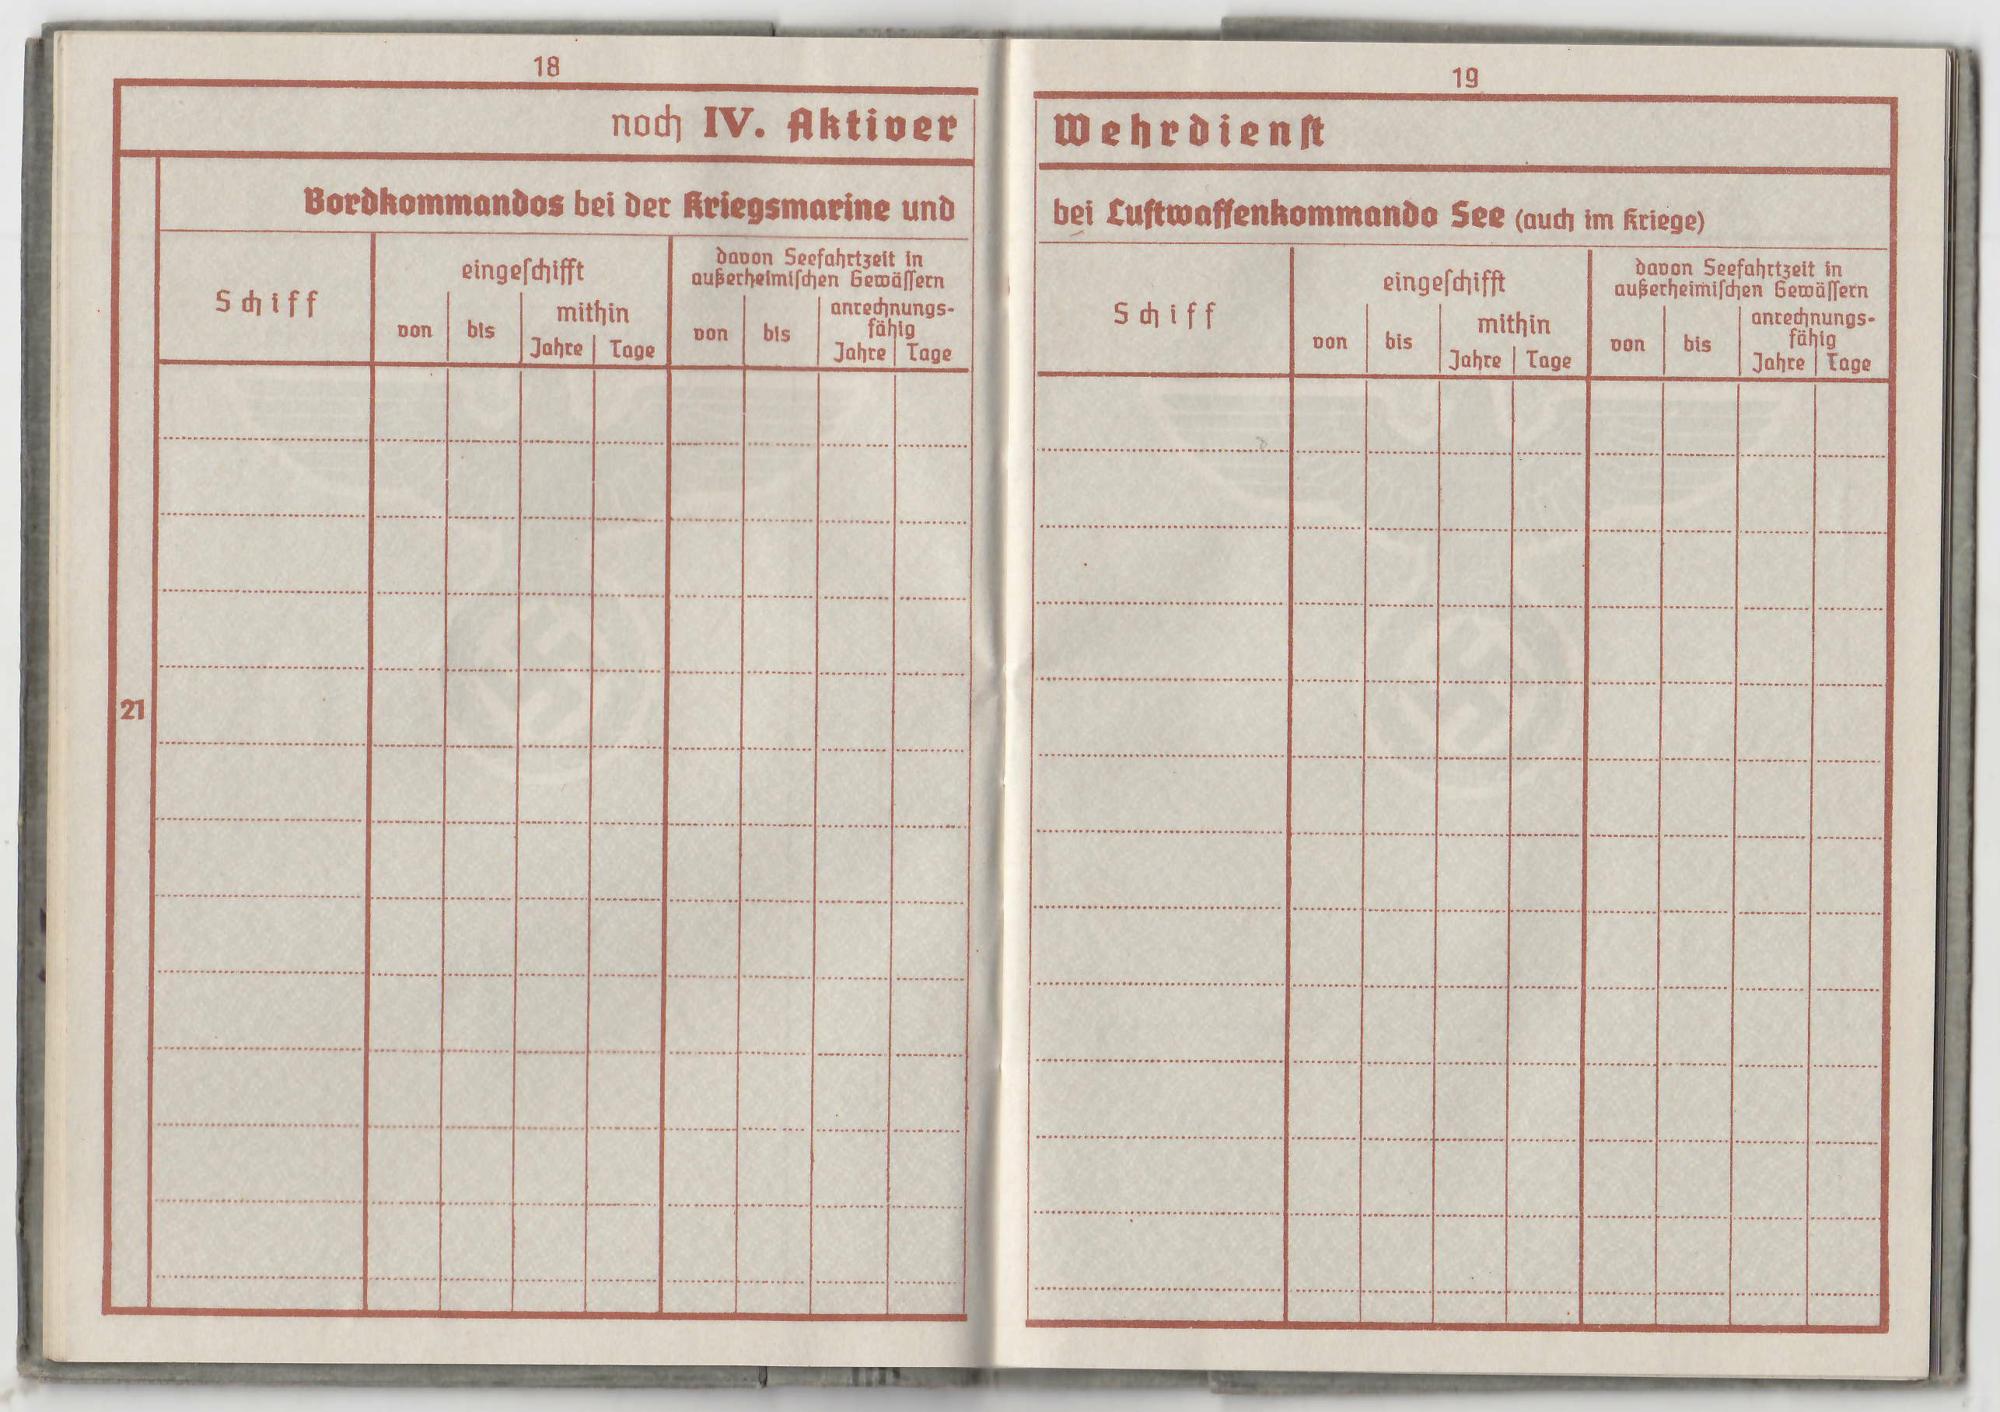 18
noch IV. Aktiver
Bordkommandos bei der Kriegsmarine und
Schiff
eingeschifft
von
bis
mithin
Jahre
Tage
davon Seefahrtzeit in
außerheimischen Gewässern
von
bis
anrechnungs-
fähig
Jahre
Tage
21
19
Wehrdienst
bei Luftwaffenkommando See (auch im Kriege)
Schiff
eingeschifft
von
bis
mithin
Jahre
Tage
davon Seefahrtzeit in
außerheimischen Gewässern
von
bis
anrechnungs-
fähig
Jahre
Tage